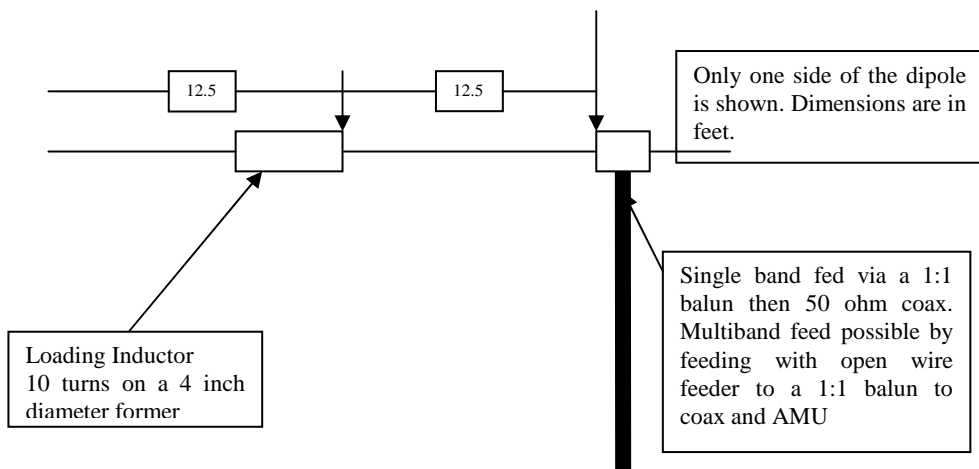 12.5
12.5
Only one side of the dipole
is shown. Dimensions are in
feet.
Single band fed via a 1:1
balun then 50 ohm coax.
Multiband feed possible by
feeding with open wire
feeder to a 1:1 balun to
coax and AMU
Loading Inductor
10 turns on a 4 inch
diameter former